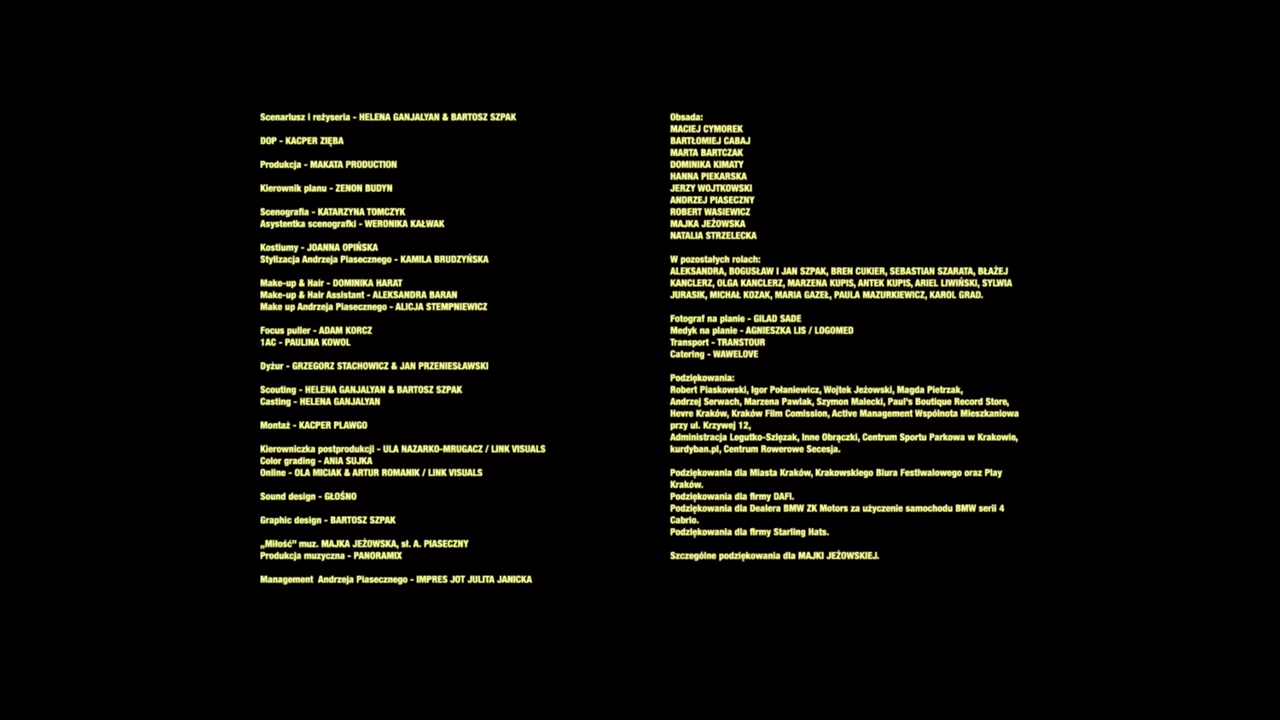 Scenariusz i reżyseria - HELENA GANJALYAN & BARTOSZ SZPAK
DOP - KACPER ZIĘBA
Produkcja - MAKATA PRODUCTION
Kierownik planu - ZENON BUDYN
Scenografia - KATARZYNA TOMCZYK
Asystentka scenografki - WERONIKA KAŁWAK
Kostiumy - JOANNA OPIŃSKA
Stylizacja Andrzeja Piasecznego - KAMILA BRUDZYŃSKA
Make-up & Hair - DOMINIKA HARAT
Make-up & Hair Assistant - ALEKSANDRA BARAN
Make up Andrzeja Piasecznego - ALICJA STEMPNIEWICZ
Focus puller - ADAM KORCZ
1AC - PAULINA KOWOL
Dyżur - GRZEGORZ STACHOWICZ & JAN PRZENIESŁAWSKI
Scouting - HELENA GANJALYAN & BARTOSZ SZPAK
Casting - HELENA GANJALYAN
Montaż - KACPER PLAWGO
Kierowniczka postprodukcji - ULA NAZARKO-MRUGACZ / LINK VISUALS
Color grading - ANIA SUJKA
Online - OLA MICIAK & ARTUR ROMANIK / LINK VISUALS
Sound design - GŁOŚNO
Graphic design - BARTOSZ SZPAK
„Miłość” muz. MAJKA JEŻOWSKA, sł. A. PIASECZNY
Produkcja muzyczna - PANORAMIX
Management Andrzeja Piasecznego - IMPRES JOT JULITA JANICKA
Obsada:
MACIEJ CYMOREK
BARTŁOMIEJ CABAJ
MARTA BARTCZAK
DOMINIKA KIMATY
HANNA PIEKARSKA
JERZY WOJTKOWSKI
ANDRZEJ PIASECZNY
ROBERT WASIEWICZ
MAJKA JEŻOWSKA
NATALIA STRZELECKA
W pozostałych rolach:
ALEKSANDRA, BOGUSŁAW I JAN SZPAK, BREN CUKIER, SEBASTIAN SZARATA, BŁAŻEJ
KANCLERZ, OLGA KANCLERZ, MARZENA KUPIS, ANTEK KUPIS, ARIEL LIWIŃSKI, SYLWIA
JURASIK, MICHAŁ KOZAK, MARIA GAZEŁ, PAULA MAZURKIEWICZ, KAROL GRAD.
Fotograf na planie - GILAD SADE
Medyk na planie - AGNIESZKA LIS / LOGOMED
Transport - TRANSTOUR
Catering - WAWELOVE
Podziękowania:
Robert Piaskowski, Igor Połaniewicz, Wojtek Jeżowski, Magda Pietrzak,
Andrzej Serwach, Marzena Pawlak, Szymon Malecki, Paul's Boutique Record Store,
Hevre Kraków, Kraków Film Comission, Active Management Wspólnota Mieszkaniowa
przy ul. Krzywej 12,
Administracja Legutko-Szlęzak, Inne Obrączki, Centrum Sportu Parkowa w Krakowie,
kurdyban.pl, Centrum Rowerowe Secesja.
Podziękowania dla Miasta Kraków, Krakowskiego Biura Festiwalowego oraz Play
Kraków.
Podziękowania dla firmy DAFI.
Podziękowania dla Dealera BMW ZK Motors za użyczenie samochodu BMW serii 4
Cabrio.
Podziękowania dla firmy Starling Hats.
Szczególne podziękowania dla MAJKI JEŻOWSKIEJ.